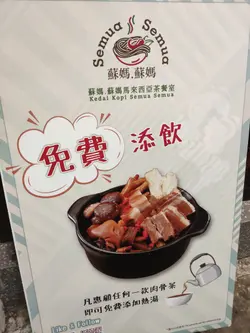 Semua Semua
蘇媽.蘇媽
蘇媽.蘇媽馬來西亞茶餐室
Kedai Kopi Semua Semua
免費 添飲
凡惠顧任何一款肉骨茶
即可免費添加熱湯
Like & Follow